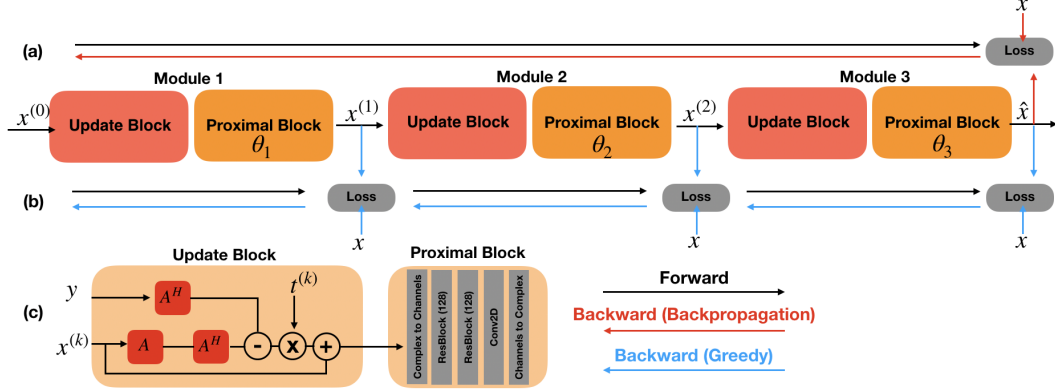 x
(a)
Loss
Module 1
Module 2
Module 3
x^{(0)}
Update Block
Proximal Block
θ_1
x^{(1)}
Update Block
Proximal Block
θ_2
x^{(2)}
Update Block
Proximal Block
θ_3
x̂
(b)
Loss
Loss
Loss
x
x
x
Update Block
Proximal Block
(c)
y
A^H
t^{(k)}
x^{(k)}
A
A^H
-
x
+
Complex to Channels
ResBlock (128)
ResBlock (128)
Conv2D
Channels to Complex
Forward
Backward (Backpropagation)
Backward (Greedy)